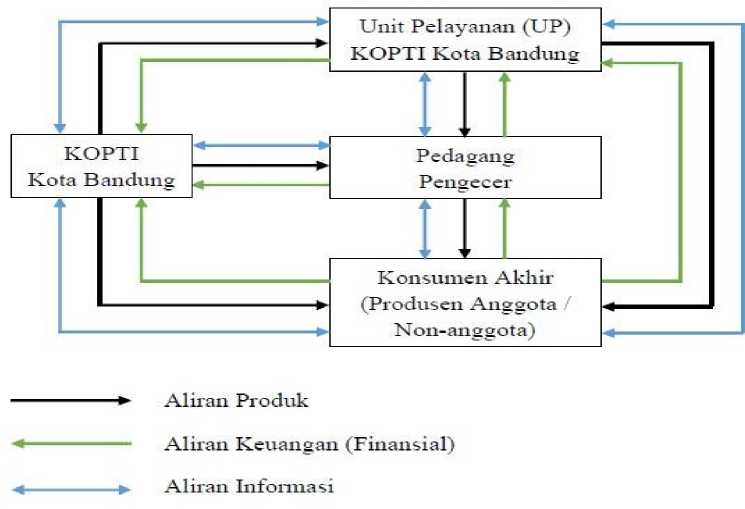 Unit Pelayanan (UP)
KOPTI Kota Bandung
KOPTI
Kota Bandung
Pedagang
Pengecer
Konsumen Akhir
(Produsen Anggota /
Non-anggota)
Aliran Produk
Aliran Keuangan (Finansial)
Aliran Informasi